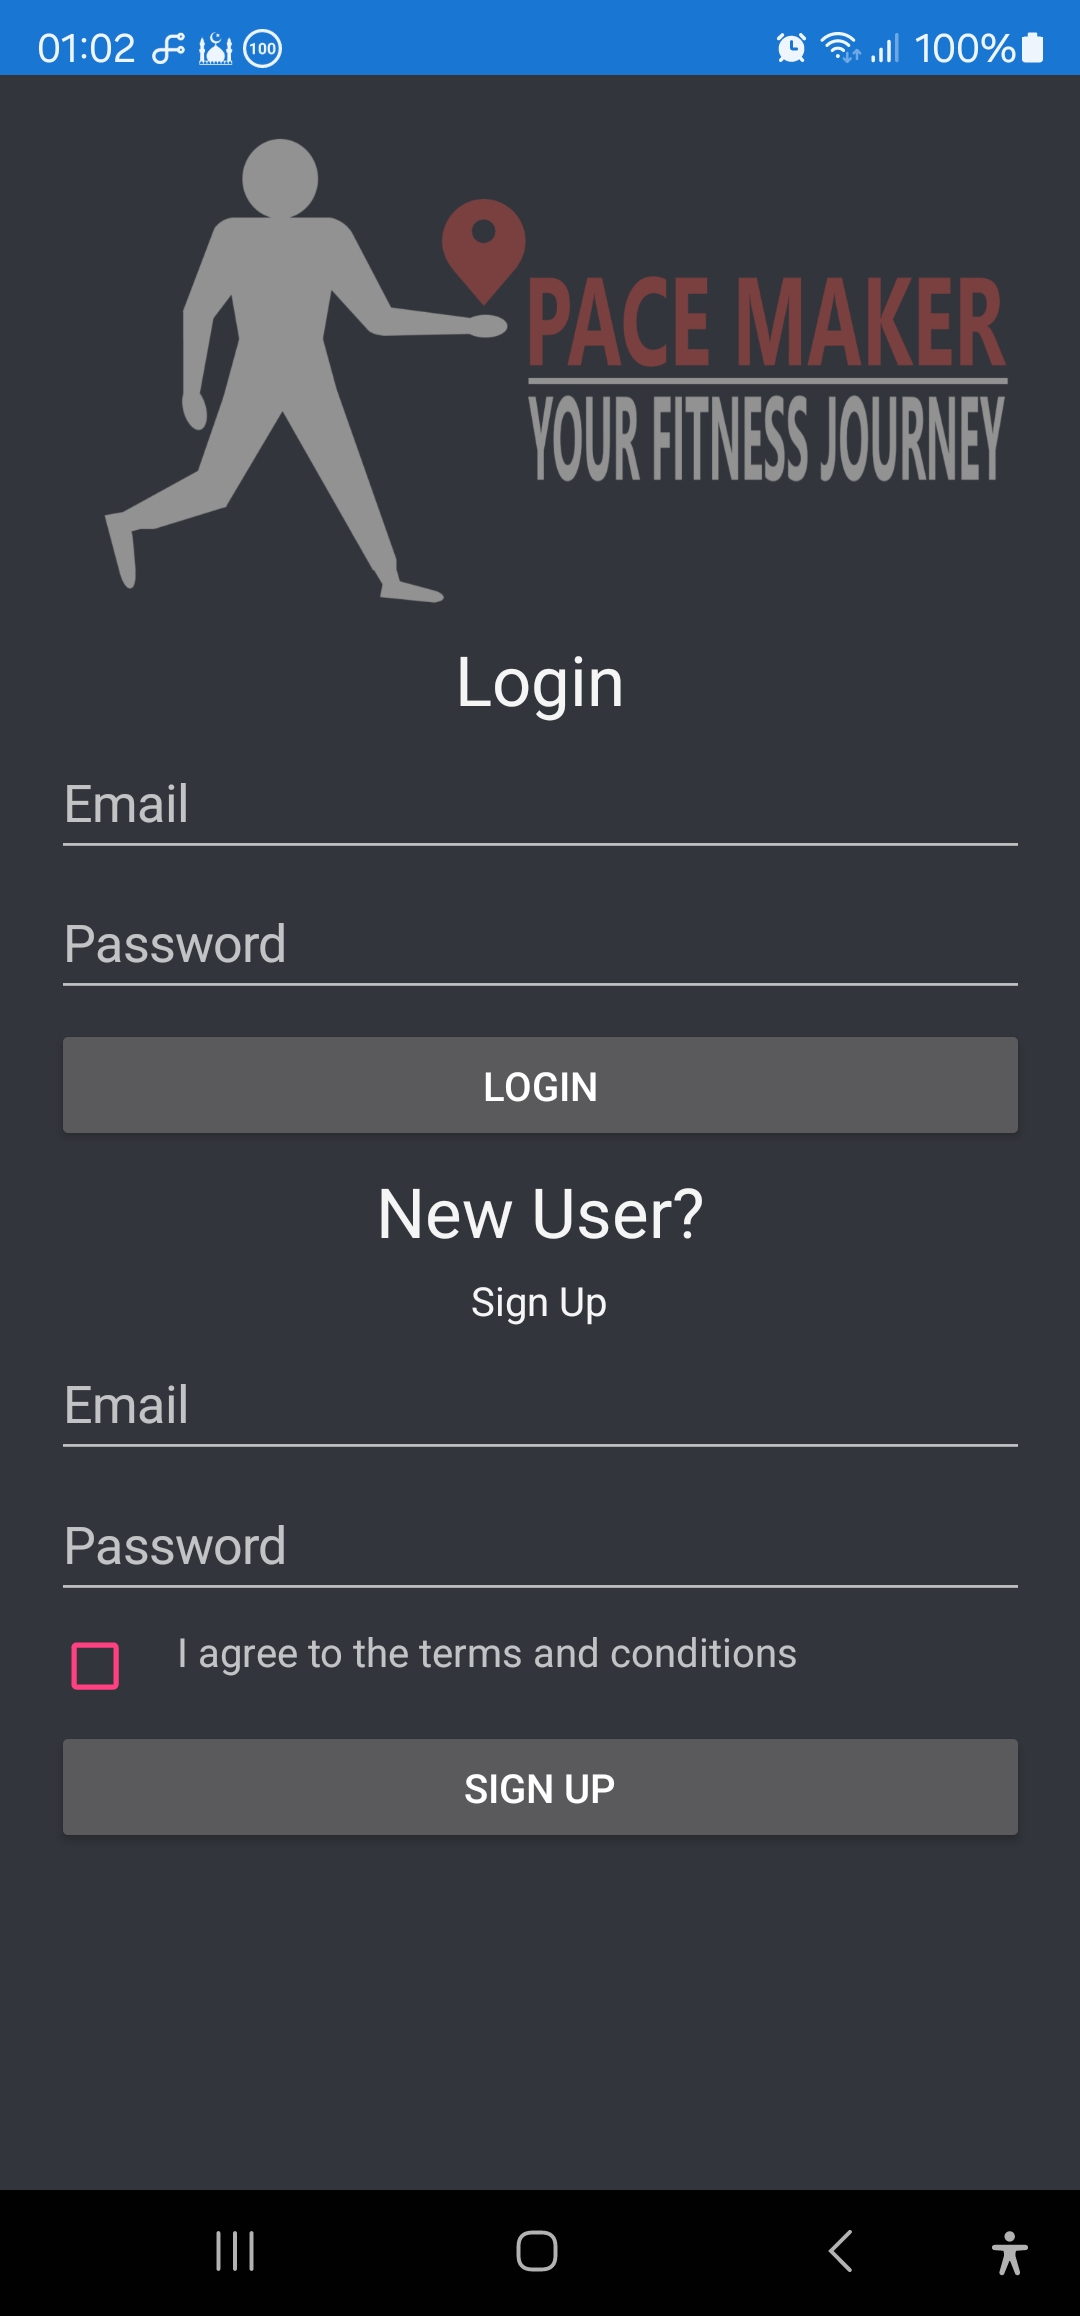 01:02 100 100%
PACE MAKER
YOUR FITNESS JOURNEY
Login
Email
Password
LOGIN
New User?
Sign Up
Email
Password
I agree to the terms and conditions
SIGN UP